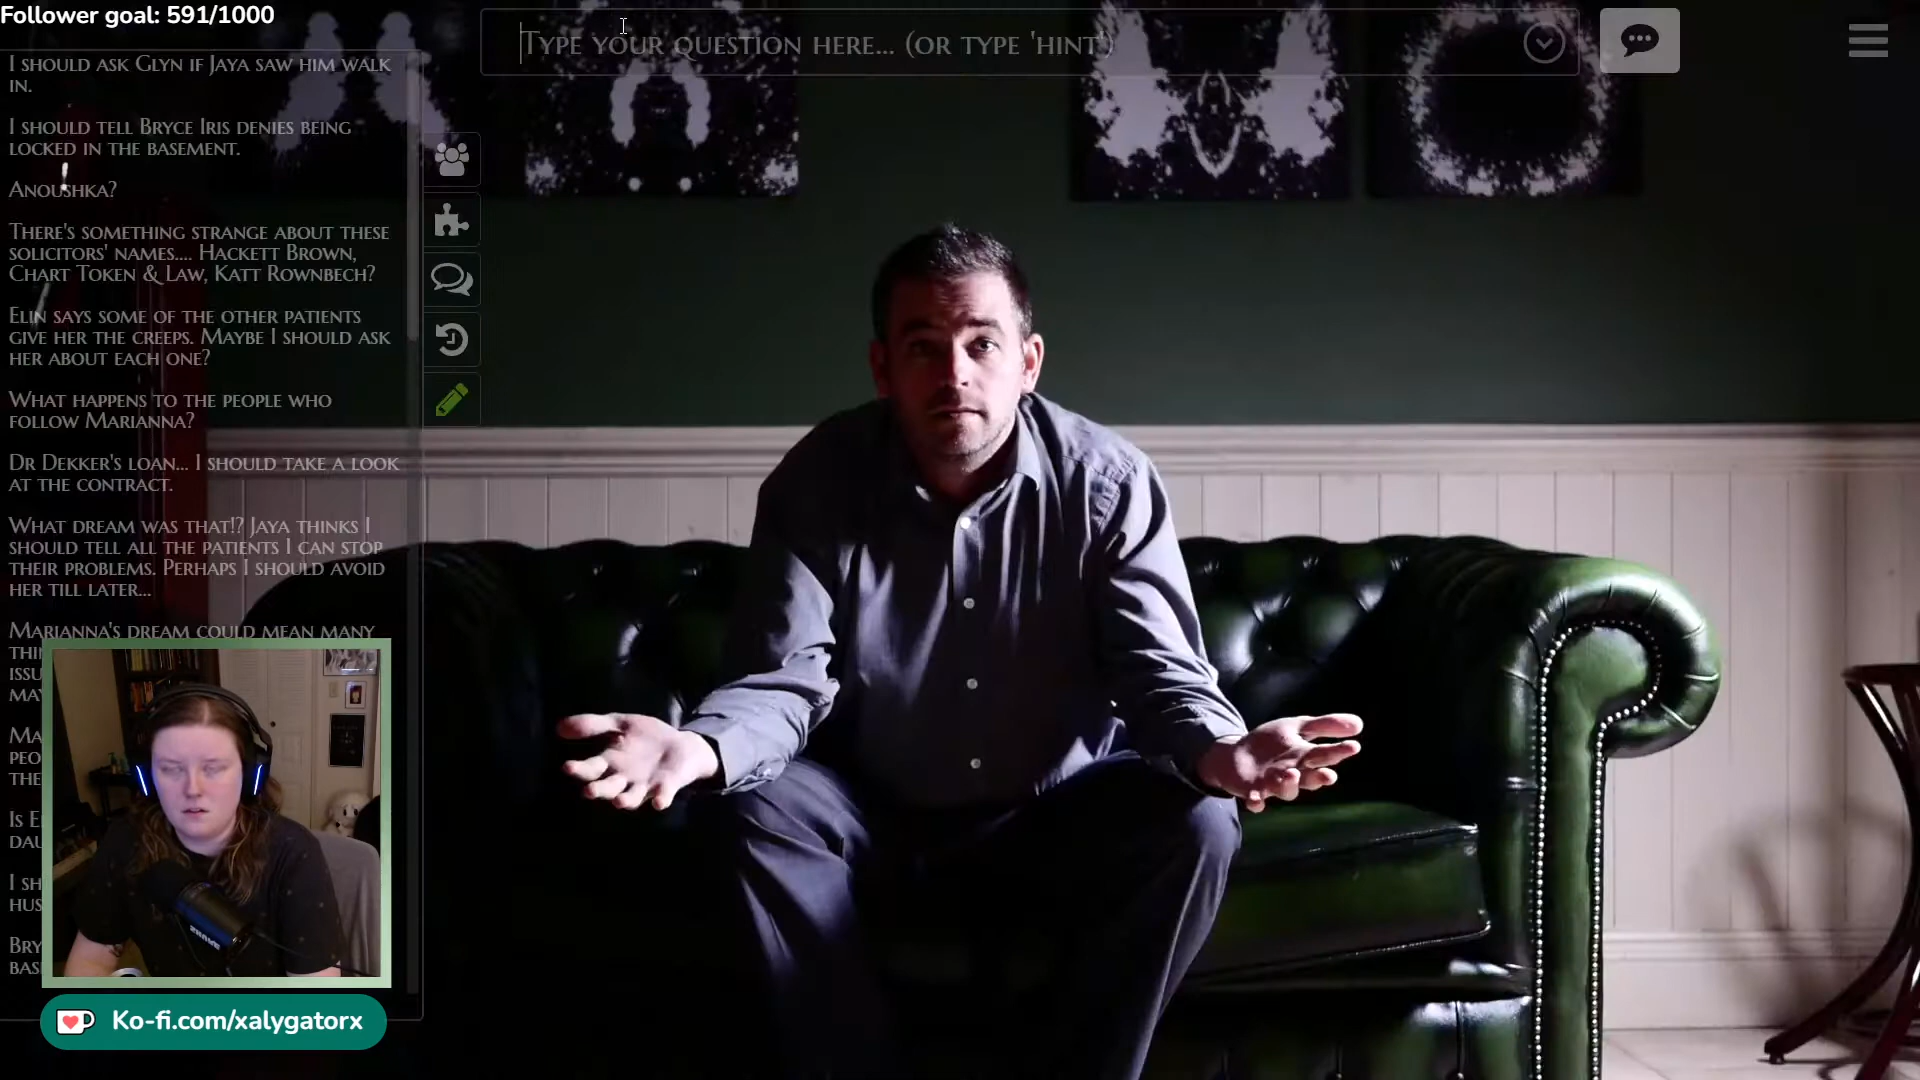 Follower goal: 591/1000
Type your question here... (or type 'hint')
I should ask Glyn if Jaya saw him walk
in.
I should tell Bryce Iris denies being
locked in the basement.
Anoushka?
There's something strange about these
solicitors' names.... Hackett Brown,
Chart Token & Law, Katt Rownbech?
Elin says some of the other patients
give her the creeps. Maybe I should ask
her about each one?
What happens to the people who
follow Marianna?
Dr Dekker's loan... I should take a look
at the contract.
What dream was that!? Jaya thinks I
should tell all the patients I can stop
their problems. Perhaps I should avoid
her till later...
Marianna's dream could mean many
Is
I
Ko-fi.com/xalygatorx